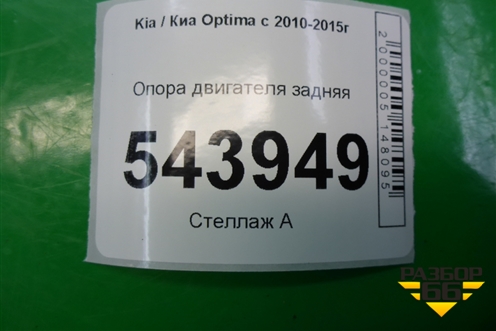 Kia / Киа Optima с 2010-2015г
Опора двигателя задняя
543949
Стеллаж А
2000005148095
РАЗБОР
66